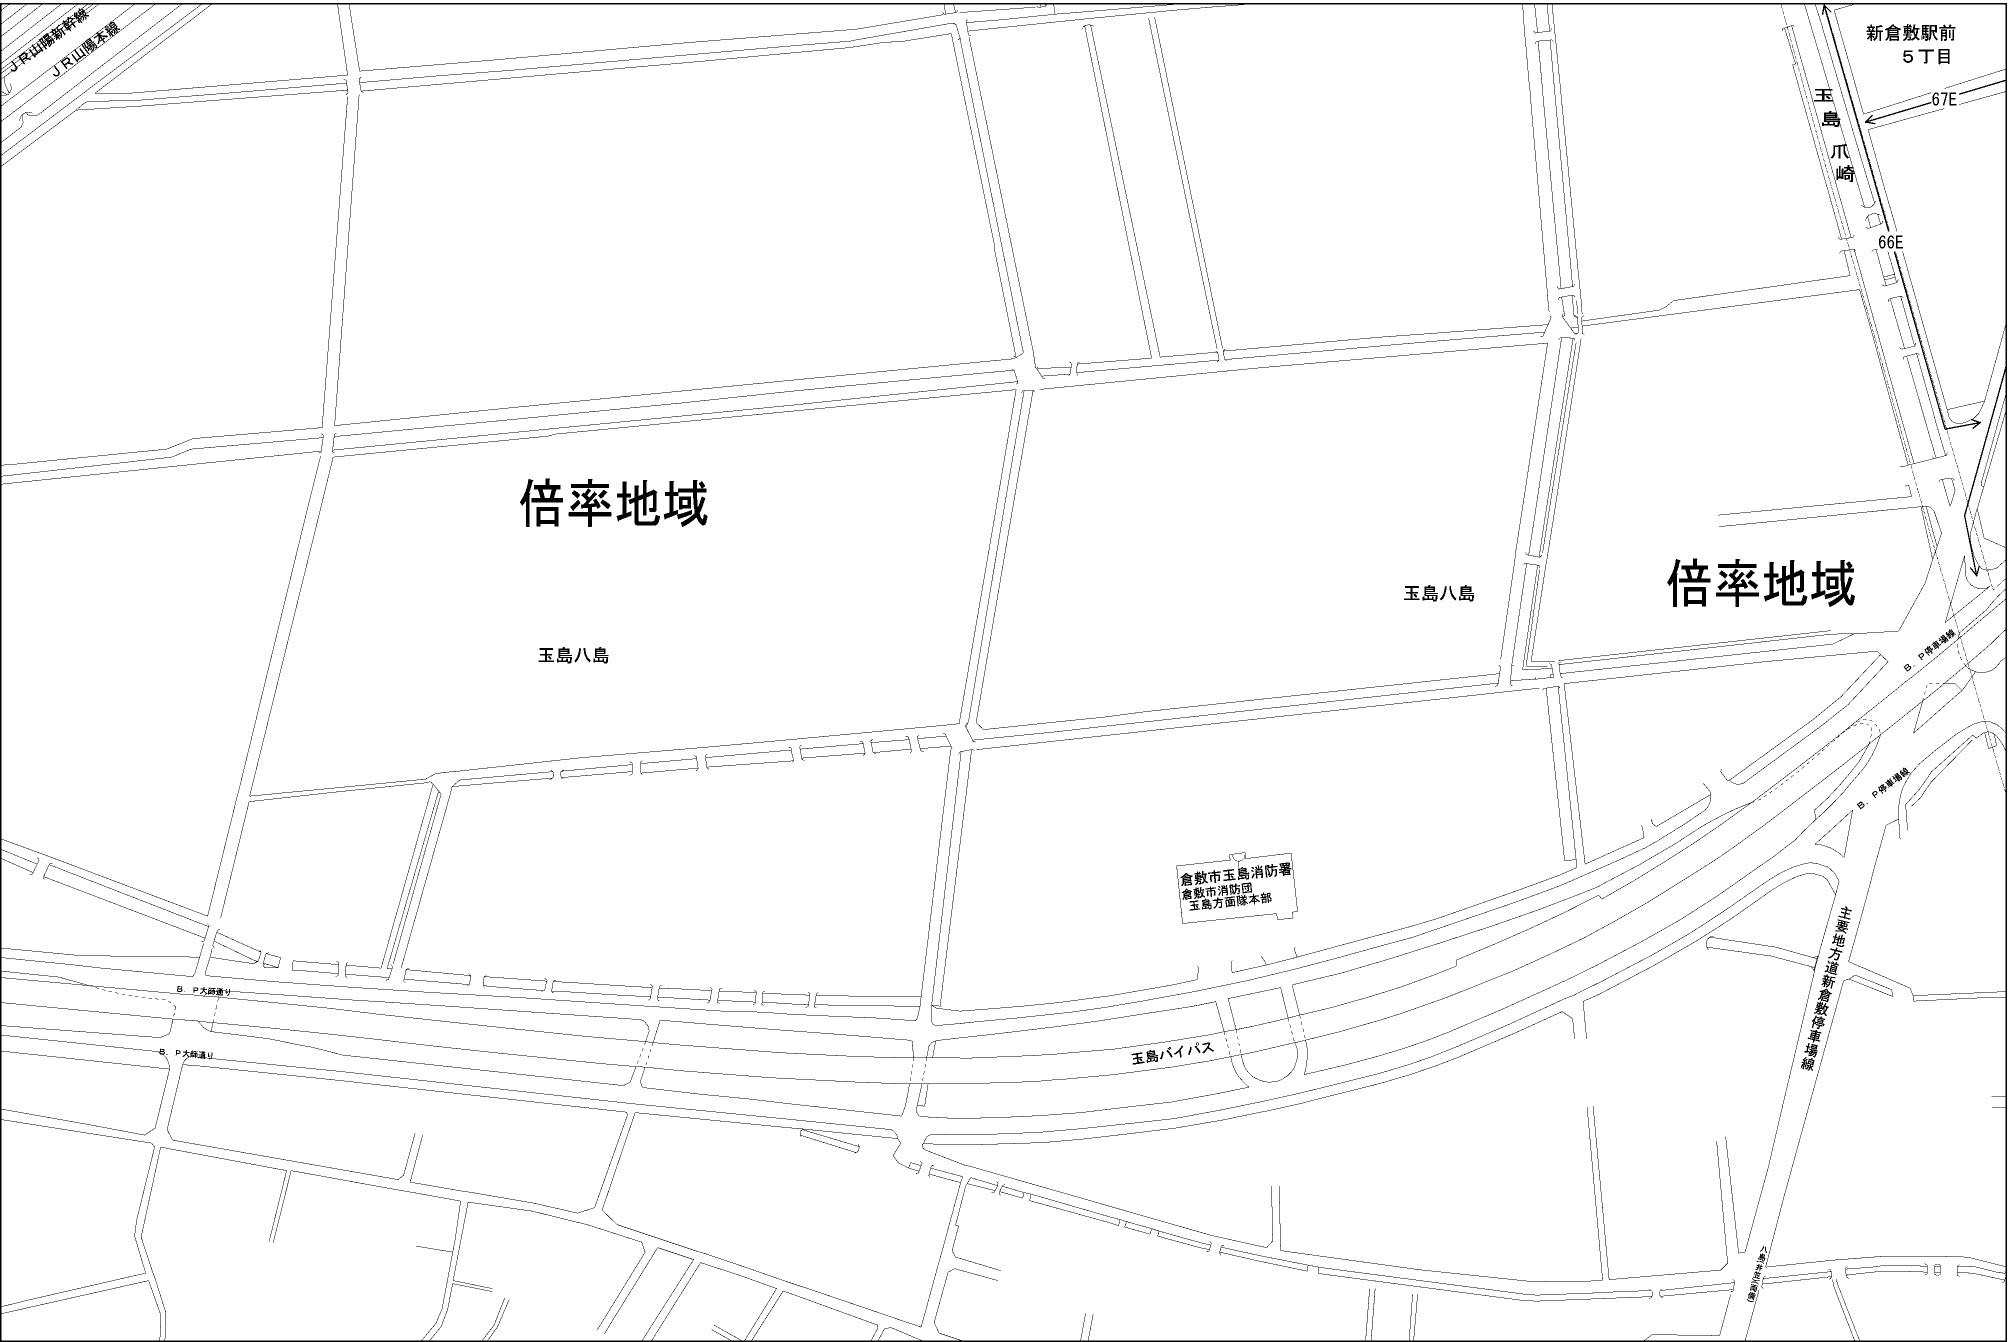 JR山陽新幹線
JR山陽本線
新倉敷駅前
5丁目
67E
玉島爪崎
66E
倍率地域
倍率地域
玉島八島
玉島八島
B.P停車場線
B.P停車場線
倉敷市玉島消防署
倉敷市消防団
玉島方面隊本部
主要地方道新倉敷停車場線
B.P大師通り
B.P大師通り
玉島バイパス